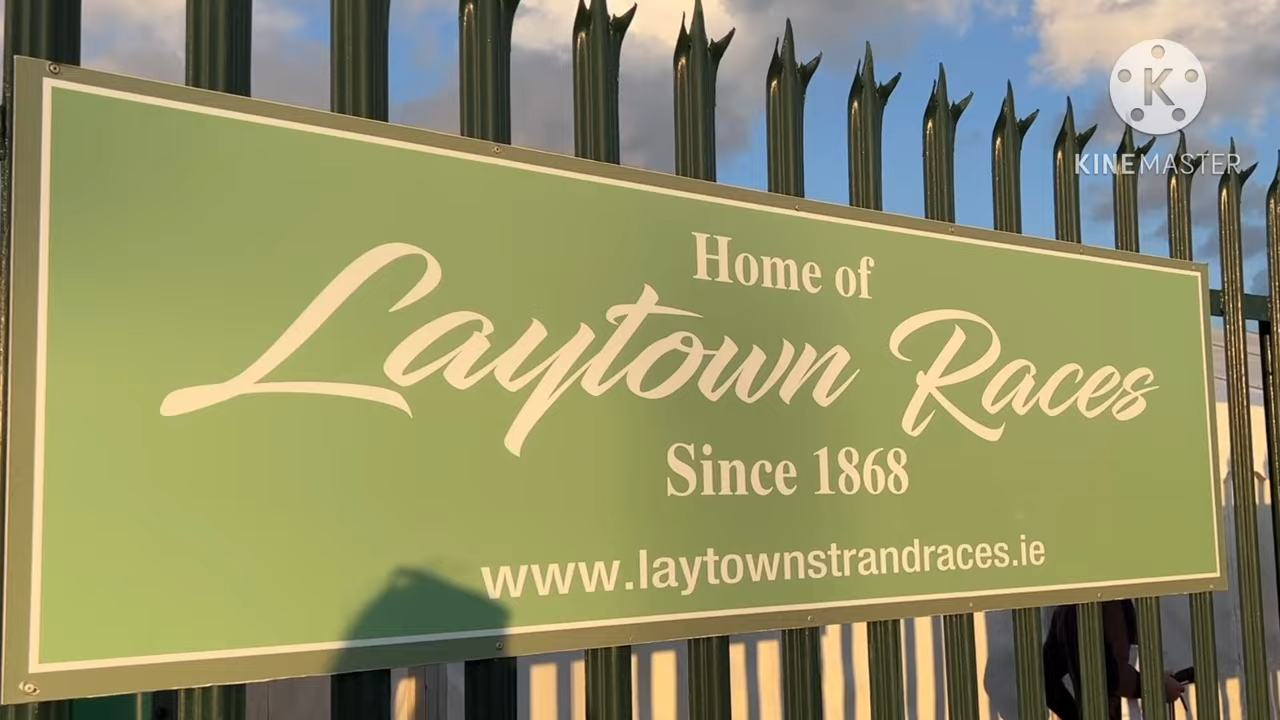 K
KINEMASTER
Home of
Laytown Races
Since 1868
www.laytownstrandraces.ie